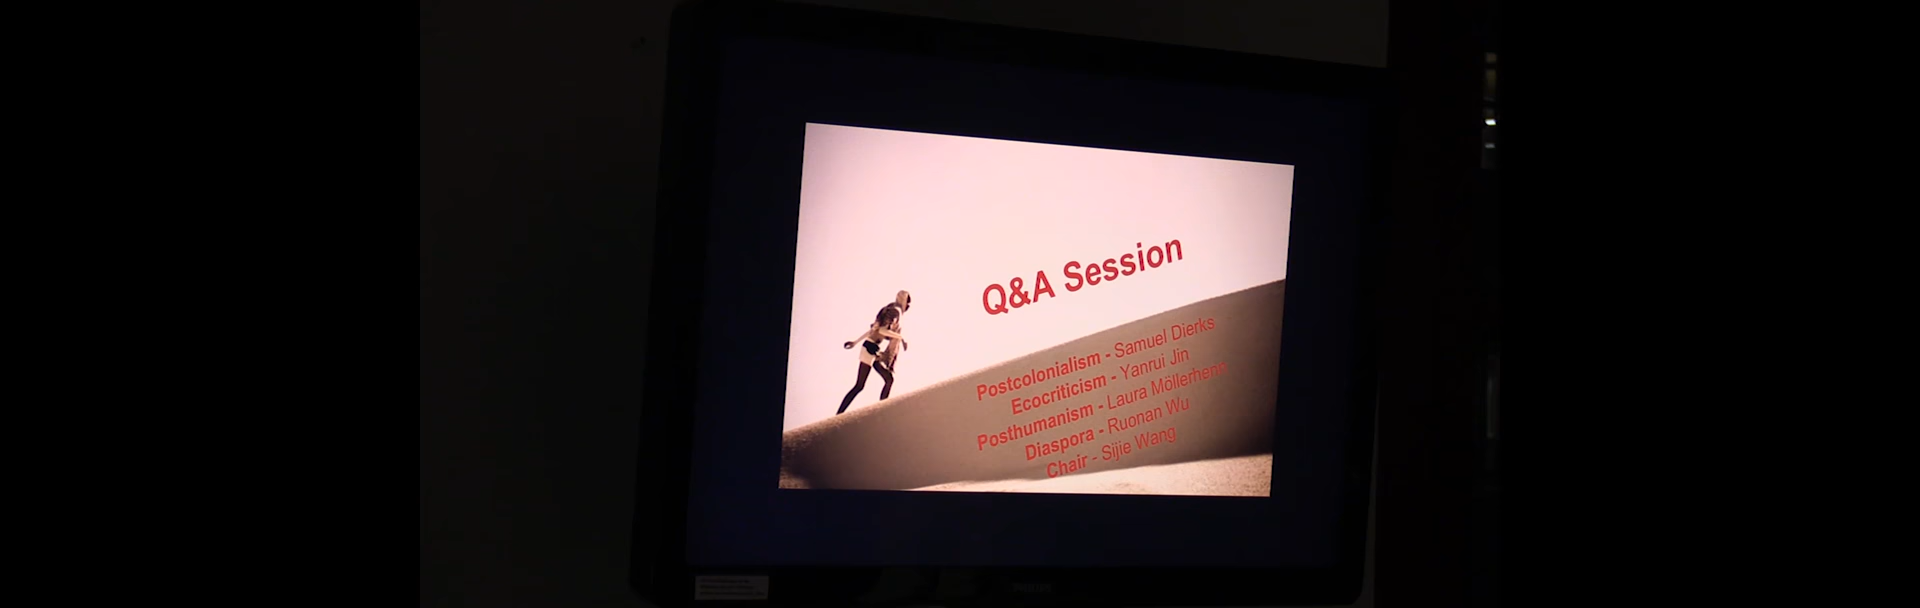 Q&A Session
Postcolonialism - Samuel Dierks
Ecocriticism - Yanrui Jin
Posthumanism - Laura Möllerhenn
Diaspora - Ruonan Wu
Chair - Sijie Wang